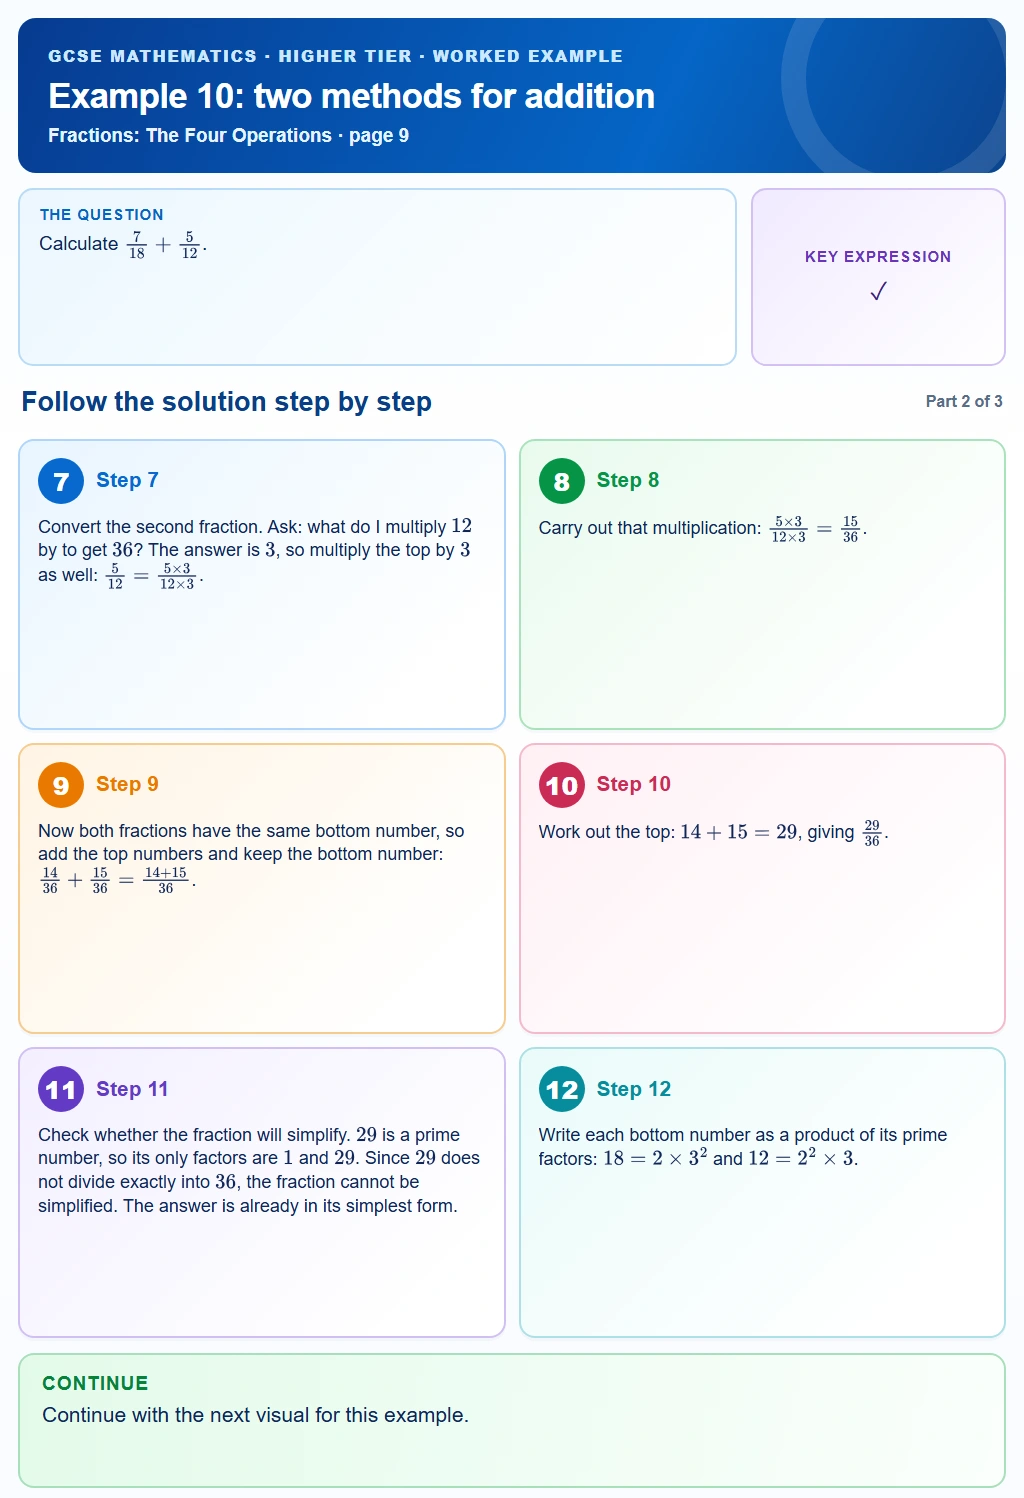 GCSE MATHEMATICS · HIGHER TIER · WORKED EXAMPLE
Example 10: two methods for addition
Fractions: The Four Operations · page 9
THE QUESTION
Calculate 7/18 + 5/12.
KEY EXPRESSION
✓
Follow the solution step by step
Part 2 of 3
7 Step 7
Convert the second fraction. Ask: what do I multiply 12
by to get 36? The answer is 3, so multiply the top by 3
as well: 5/12 = 5×3/12×3.
8 Step 8
Carry out that multiplication: 5×3/12×3 = 15/36.
9 Step 9
Now both fractions have the same bottom number, so
add the top numbers and keep the bottom number:
14/36 + 15/36 = 14+15/36.
10 Step 10
Work out the top: 14 + 15 = 29, giving 29/36.
11 Step 11
Check whether the fraction will simplify. 29 is a prime
number, so its only factors are 1 and 29. Since 29 does
not divide exactly into 36, the fraction cannot be
simplified. The answer is already in its simplest form.
12 Step 12
Write each bottom number as a product of its prime
factors: 18 = 2 × 3² and 12 = 2² × 3.
CONTINUE
Continue with the next visual for this example.